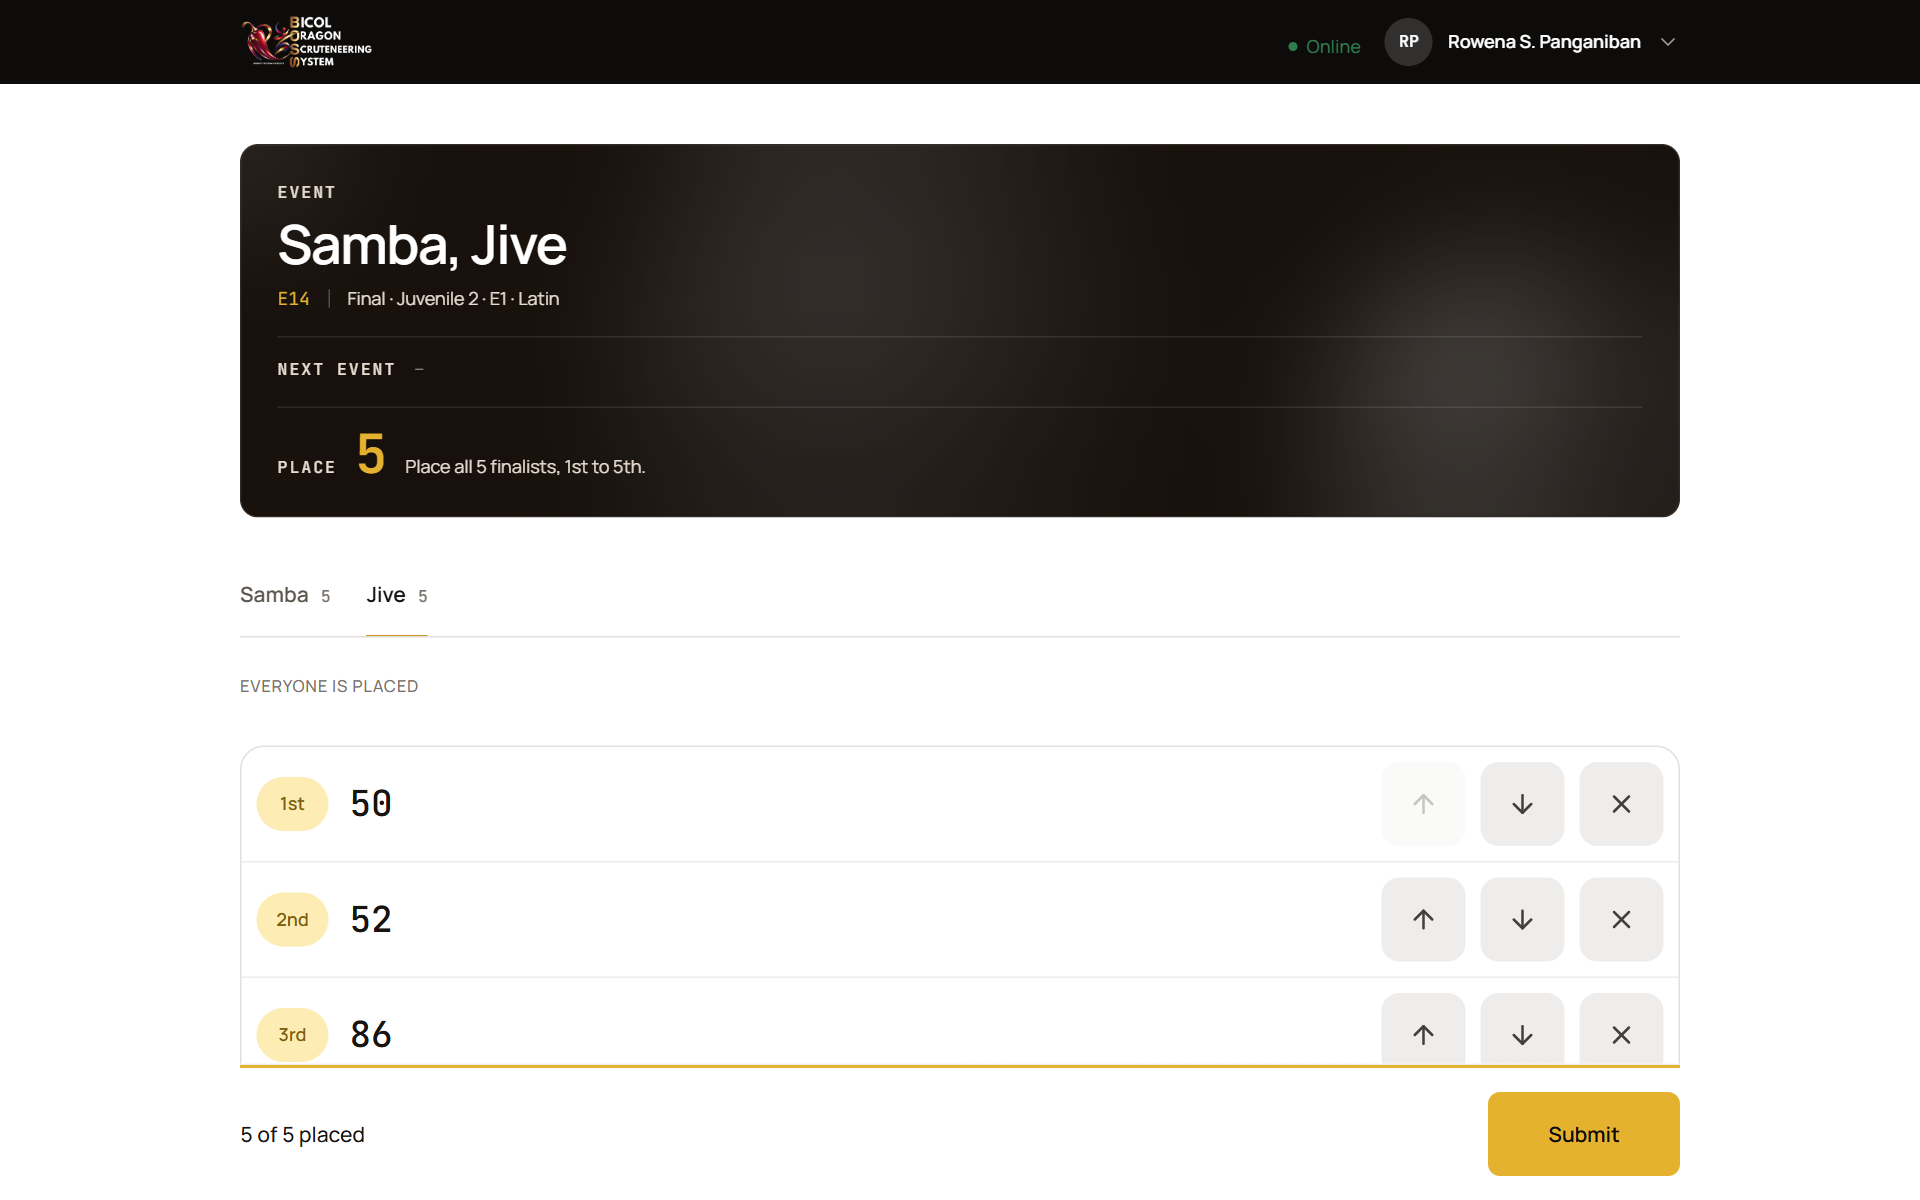 BICOL
DRAGON
SCRUTENEERING
SYSTEM
Online
RP
Rowena S. Panganiban
EVENT
Samba, Jive
E14
Final · Juvenile 2 · E1 · Latin
NEXT EVENT –
PLACE 5 Place all 5 finalists, 1st to 5th.
Samba 5
Jive 5
EVERYONE IS PLACED
1st 50
2nd 52
3rd 86
5 of 5 placed
Submit